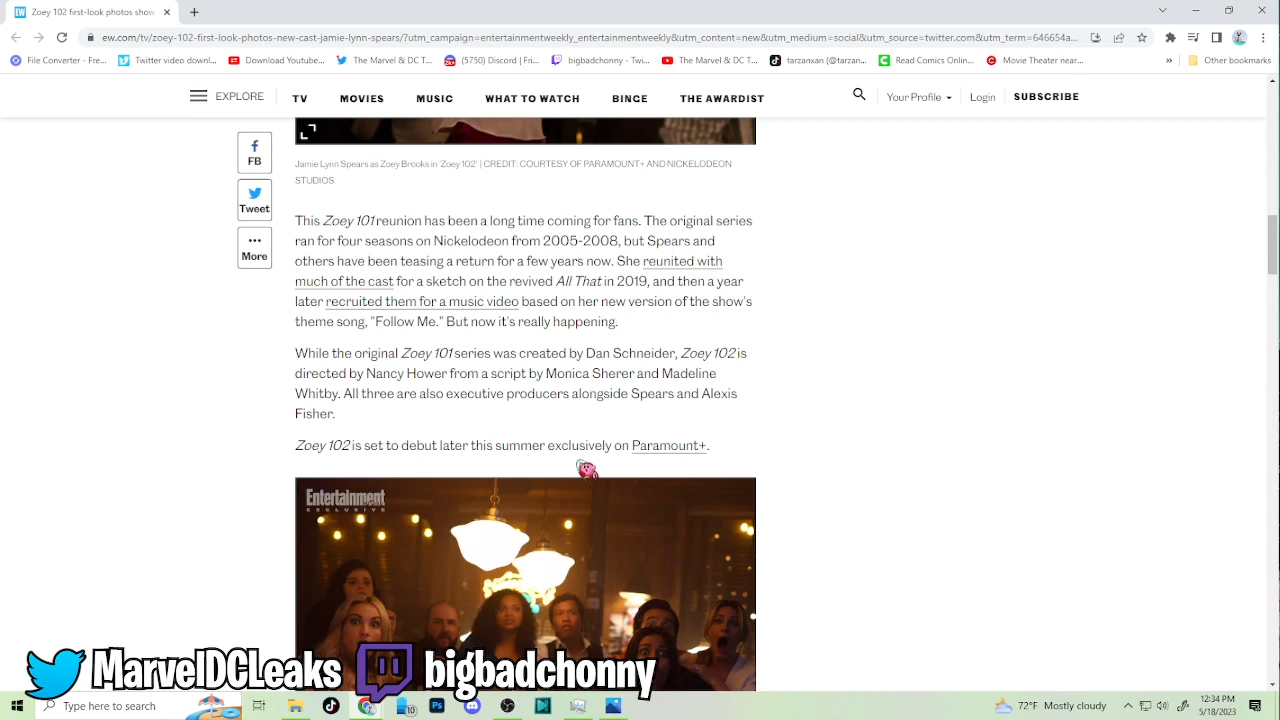 Zoey 102 first-look photos show
ew.com/tv/zoey-102-first-look-photos-new-cast-jamie-lynn-spears/?utm_campaign=entertainmentweekly_entertainmentweekly&utm_content=new&utm_medium=social&utm_source=twitter.com&utm_term=646654a...
File Converter - Fre... Twitter video Downl... Download Youtube... The Marvel & DC T... (5750) Discord | Fri... bigbadchonny - Twi... The Marvel & DC T... tarzanxan (@tarzan... Read Comics Onlin... Movie Theater near... » Other bookmarks
EXPLORE TV MOVIES MUSIC WHAT TO WATCH BINGE THE AWARDIST Your Profile Login SUBSCRIBE
FB
Tweet
More
Jamie Lynn Spears as Zoey Brooks in 'Zoey 102' | CREDIT: COURTESY OF PARAMOUNT+ AND NICKELODEON
STUDIOS
This Zoey 101 reunion has been a long time coming for fans. The original series
ran for four seasons on Nickelodeon from 2005-2008, but Spears and
others have been teasing a return for a few years now. She reunited with
much of the cast for a sketch on the revived All That in 2019, and then a year
later recruited them for a music video based on her new version of the show's
theme song, "Follow Me." But now it's really happening.
While the original Zoey 101 series was created by Dan Schneider, Zoey 102 is
directed by Nancy Hower from a script by Monica Sherer and Madeline
Whitby. All three are also executive producers alongside Spears and Alexis
Fisher.
Zoey 102 is set to debut later this summer exclusively on Paramount+.
Entertainment
EXCLUSIVE
MarvelDCLeaks bigbadchonny
Type here to search
10
72°F Mostly cloudy
12:34 PM
5/18/2023